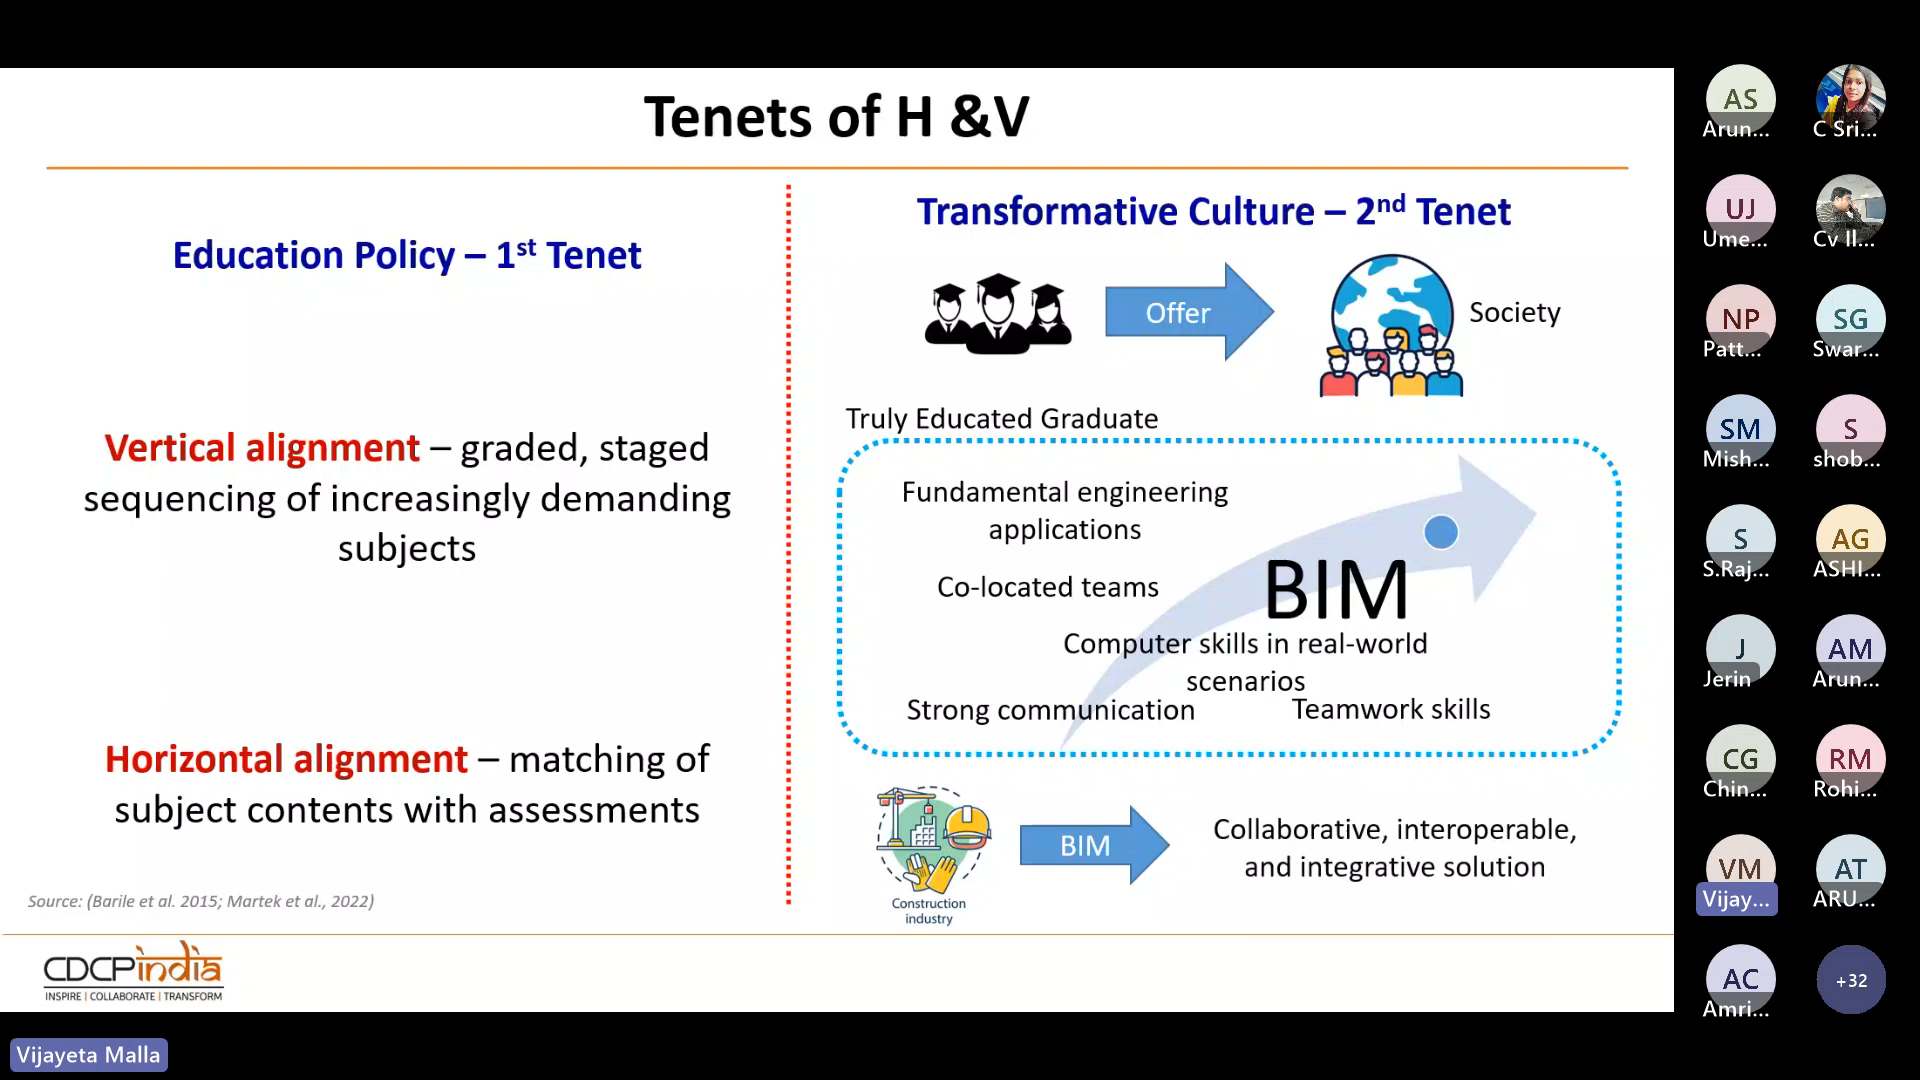 Tenets of H &V
Education Policy – 1st Tenet
Vertical alignment – graded, staged
sequencing of increasingly demanding
subjects
Horizontal alignment – matching of
subject contents with assessments
Source: (Barile et al. 2015; Martek et al., 2022)
Transformative Culture – 2nd Tenet
Offer
Society
Truly Educated Graduate
Fundamental engineering
applications
Co-located teams
BIM
Computer skills in real-world
scenarios
Strong communication
Teamwork skills
Construction
industry
BIM
Collaborative, interoperable,
and integrative solution
CDCPindia
INSPIRE | COLLABORATE | TRANSFORM
Vijayeta Malla
AS
Arun...
C Sri...
UJ
Ume...
Cv ll...
NP
Patt...
SG
Swar...
SM
Mish...
S
shob...
S
S.Raj...
AG
ASHI...
J
Jerin
AM
Arun...
CG
Chin...
RM
Rohi...
VM
Vijay...
AT
ARU...
AC
Amri...
+32